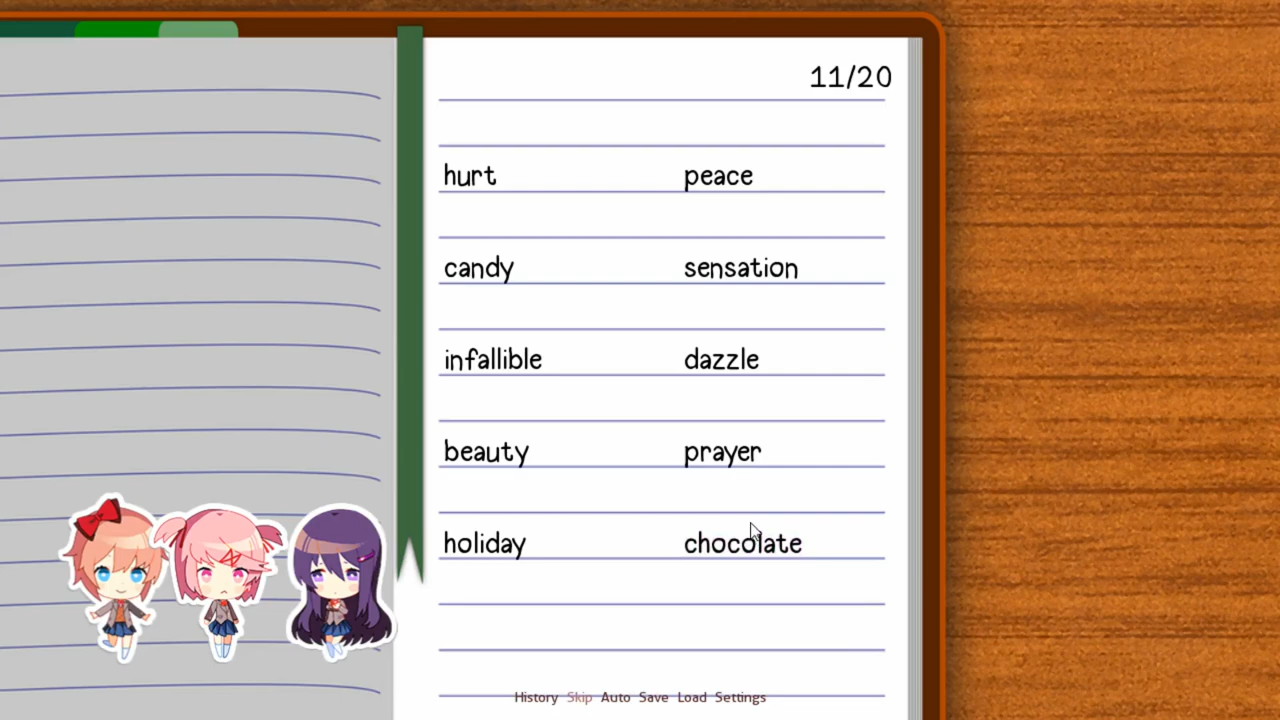 11/20
hurt peace
candy sensation
infallible dazzle
beauty prayer
holiday chocolate
History Skip Auto Save Load Settings